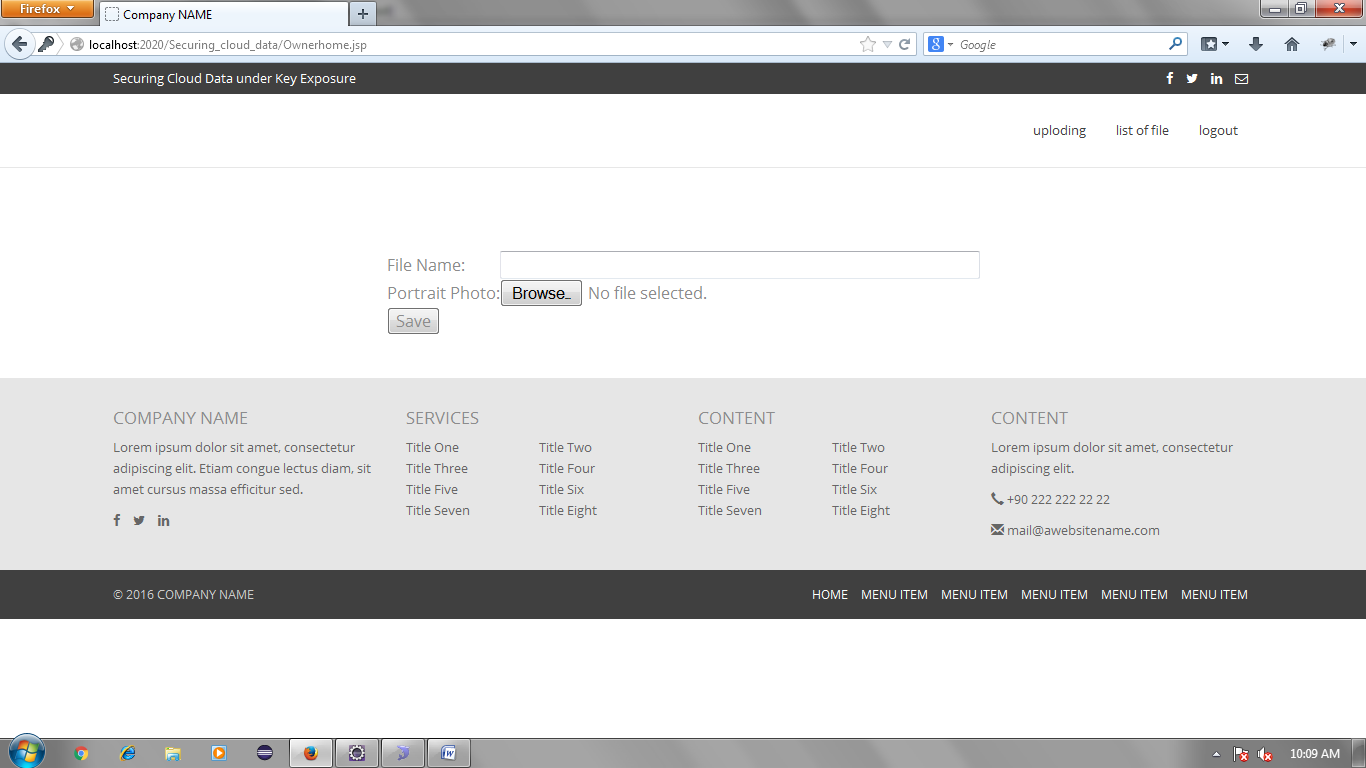 Firefox
Company NAME
localhost:2020/Securing_cloud_data/Ownerhome.jsp
Google
Securing Cloud Data under Key Exposure
uploding list of file logout
File Name:
Portrait Photo: Browse... No file selected.
Save
COMPANY NAME
Lorem ipsum dolor sit amet, consectetur
adipiscing elit. Etiam congue lectus diam, sit
amet cursus massa efficitur sed.
SERVICES
Title One Title Two
Title Three Title Four
Title Five Title Six
Title Seven Title Eight
CONTENT
Title One Title Two
Title Three Title Four
Title Five Title Six
Title Seven Title Eight
CONTENT
Lorem ipsum dolor sit amet, consectetur
adipiscing elit.
+90 222 222 22 22
mail@awebsitename.com
© 2016 COMPANY NAME
HOME MENU ITEM MENU ITEM MENU ITEM MENU ITEM MENU ITEM
10:09 AM